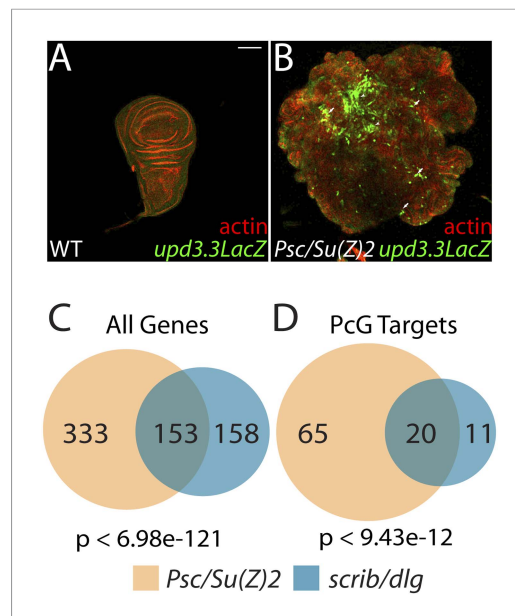 A
B
actin
actin
WT
upd3.3LacZ
Psc/Su(Z)2 upd3.3LacZ
C All Genes
D PcG Targets
333 153 158
65 20 11
p < 6.98e-121
p < 9.43e-12
Psc/Su(Z)2 scrib/dlg